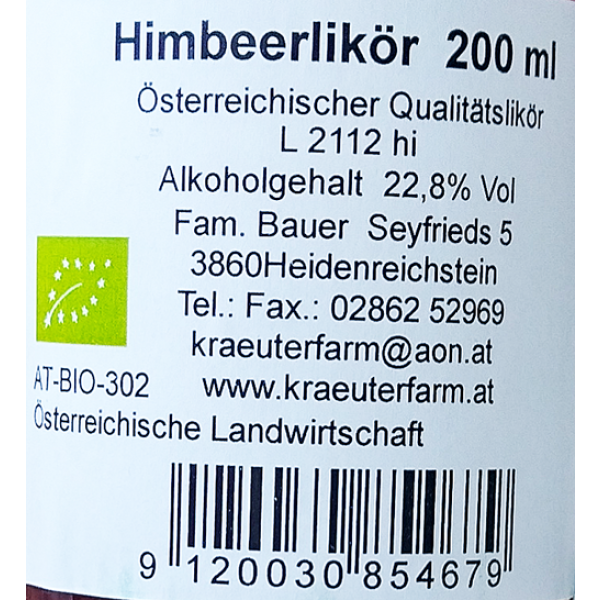 Himbeerlikör 200 ml
Österreichischer Qualitätslikör
L 2112 hi
Alkoholgehalt 22,8% Vol
Fam. Bauer Seyfrieds 5
3860Heidenreichstein
Tel.: Fax.: 02862 52969
kraeuterfarm@aon.at
AT-BIO-302 www.kraeuterfarm.at
Österreichische Landwirtschaft
9 120030 854679